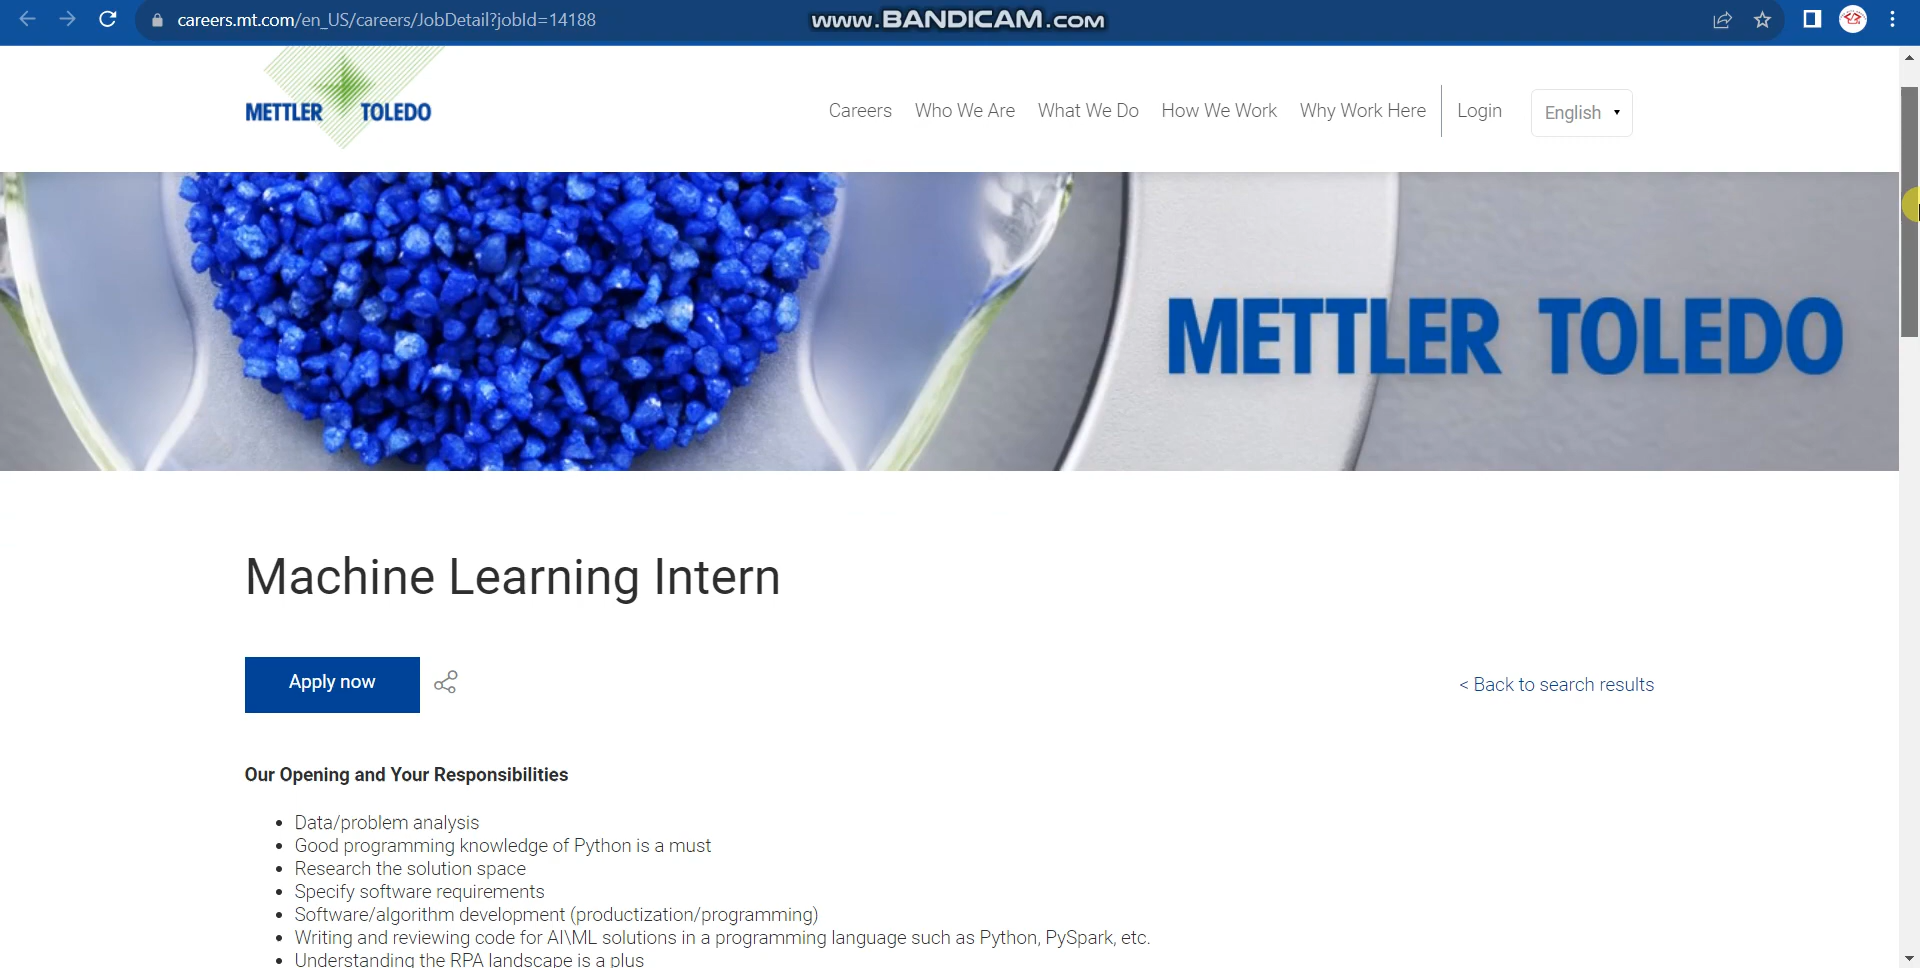 careers.mt.com/en_US/careers/JobDetail?jobId=14188
www.BANDICAM.com
METTLER TOLEDO
Careers Who We Are What We Do How We Work Why Work Here Login English
METTLER TOLEDO
Machine Learning Intern
Apply now
< Back to search results
Our Opening and Your Responsibilities
• Data/problem analysis
• Good programming knowledge of Python is a must
• Research the solution space
• Specify software requirements
• Software/algorithm development (productization/programming)
• Writing and reviewing code for AI\ML solutions in a programming language such as Python, PySpark, etc.
• Understanding the RPA landscape is a plus